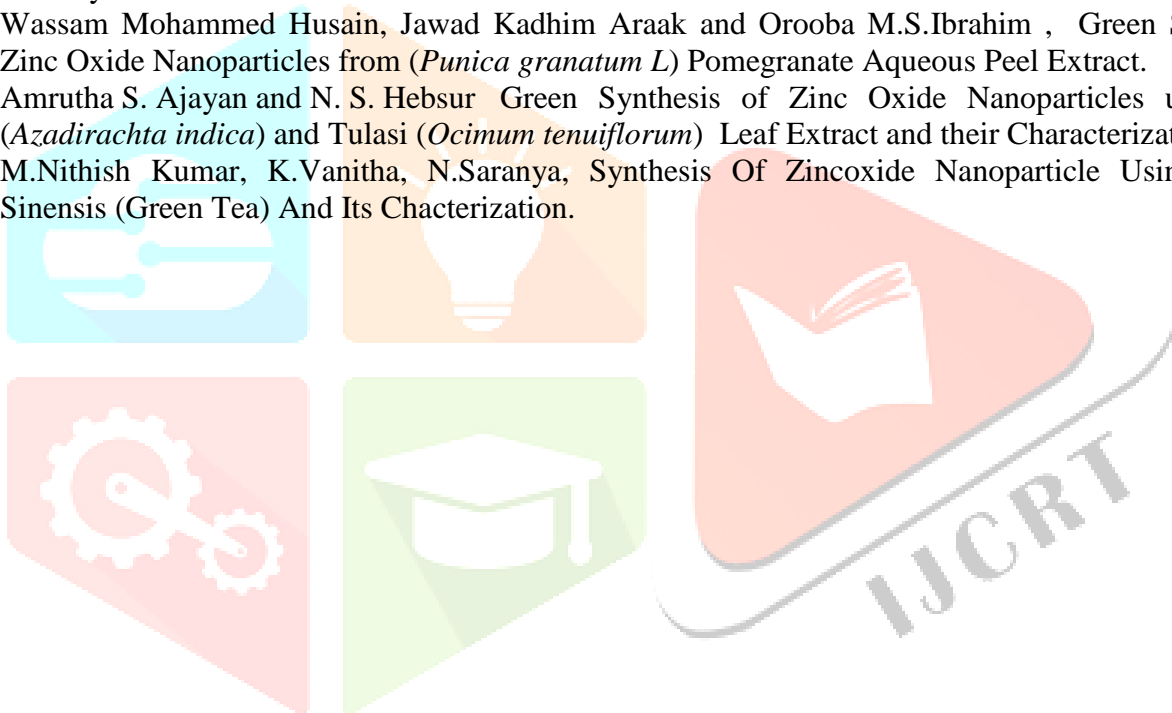 Wassam Mohammed Husain, Jawad Kadhim Araak and Orooba M.S.Ibrahim , Green
Zinc Oxide Nanoparticles from (Punica granatum L) Pomegranate Aqueous Peel Extract.
Amrutha S. Ajayan and N. S. Hebsur Green Synthesis of Zinc Oxide Nanoparticles
(Azadirachta indica) and Tulasi (Ocimum tenuiflorum) Leaf Extract and their
M.Nithish Kumar, K.Vanitha, N.Saranya, Synthesis Of Zincoxide Nanoparticle
Sinensis (Green Tea) And Its Chacterization.
IJCRT